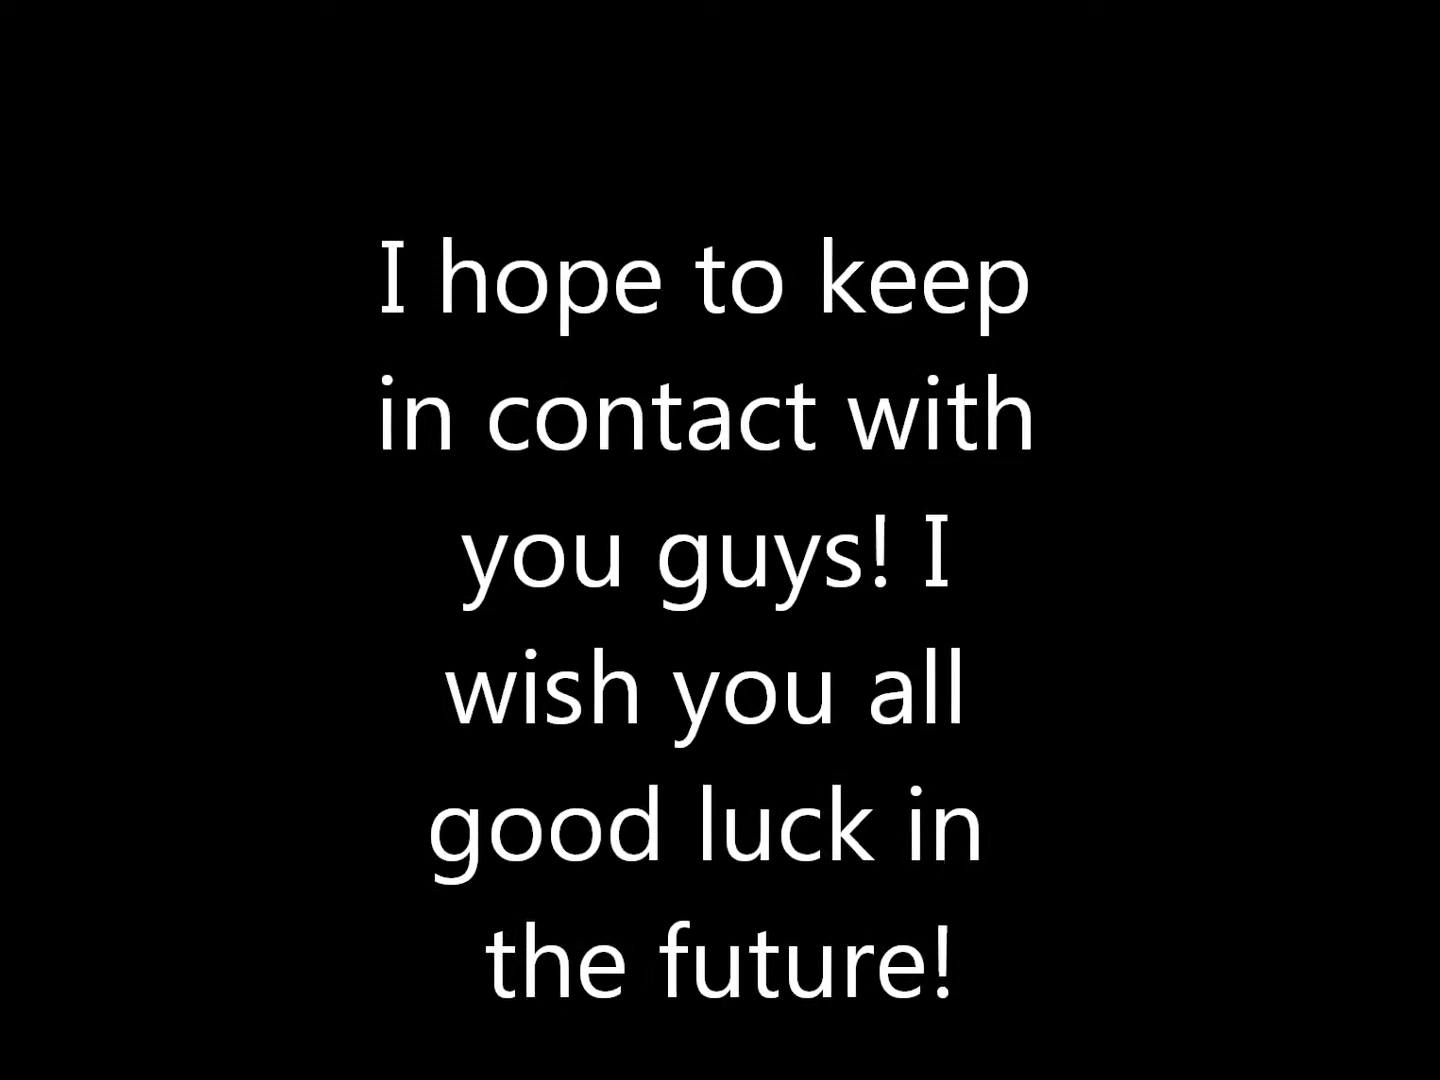 I hope to keep
in contact with
you guys! I
wish you all
good luck in
the future!